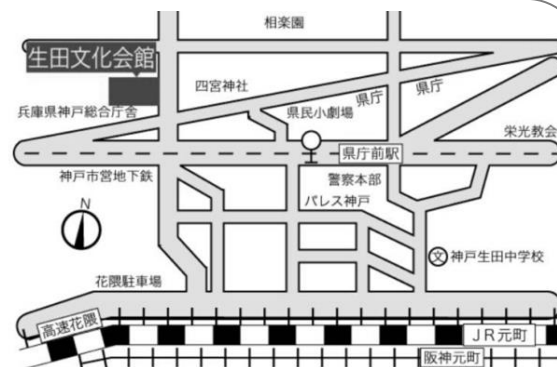 相楽園
生田文化会館
四宮神社
県庁
県庁
兵庫県神戸総合庁舎
県民小劇場
栄光教会
県庁前駅
神戸市営地下鉄
警察本部
パレス神戸
N
文
神戸生田中学校
花隈駐車場
高速花隈
JR元町
阪神元町